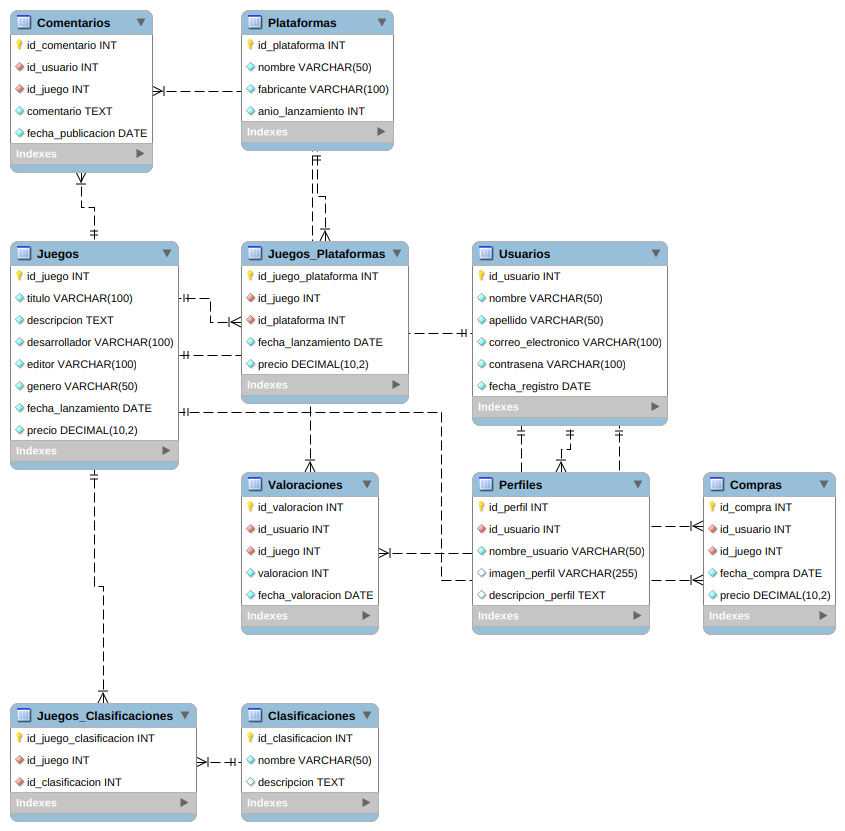 Comentarios
id_comentario INT
id_usuario INT
id_juego INT
comentario TEXT
fecha_publicacion DATE
Indexes
Plataformas
id_plataforma INT
nombre VARCHAR(50)
fabricante VARCHAR(100)
anio_lanzamiento INT
Indexes
Juegos
id_juego INT
titulo VARCHAR(100)
descripcion TEXT
desarrollador VARCHAR(100)
editor VARCHAR(100)
genero VARCHAR(50)
fecha_lanzamiento DATE
precio DECIMAL(10,2)
Indexes
Juegos_Plataformas
id_juego_plataforma INT
id_juego INT
id_plataforma INT
fecha_lanzamiento DATE
precio DECIMAL(10,2)
Indexes
Usuarios
id_usuario INT
nombre VARCHAR(50)
apellido VARCHAR(50)
correo_electronico VARCHAR(100)
contrasena VARCHAR(100)
fecha_registro DATE
Indexes
Valoraciones
id_valoracion INT
id_usuario INT
id_juego INT
valoracion INT
fecha_valoracion DATE
Indexes
Perfiles
id_perfil INT
id_usuario INT
nombre_usuario VARCHAR(50)
imagen_perfil VARCHAR(255)
descripcion_perfil TEXT
Indexes
Compras
id_compra INT
id_usuario INT
id_juego INT
fecha_compra DATE
precio DECIMAL(10,2)
Indexes
Juegos_Clasificaciones
id_juego_clasificacion INT
id_juego INT
id_clasificacion INT
Indexes
Clasificaciones
id_clasificacion INT
nombre VARCHAR(50)
descripcion TEXT
Indexes